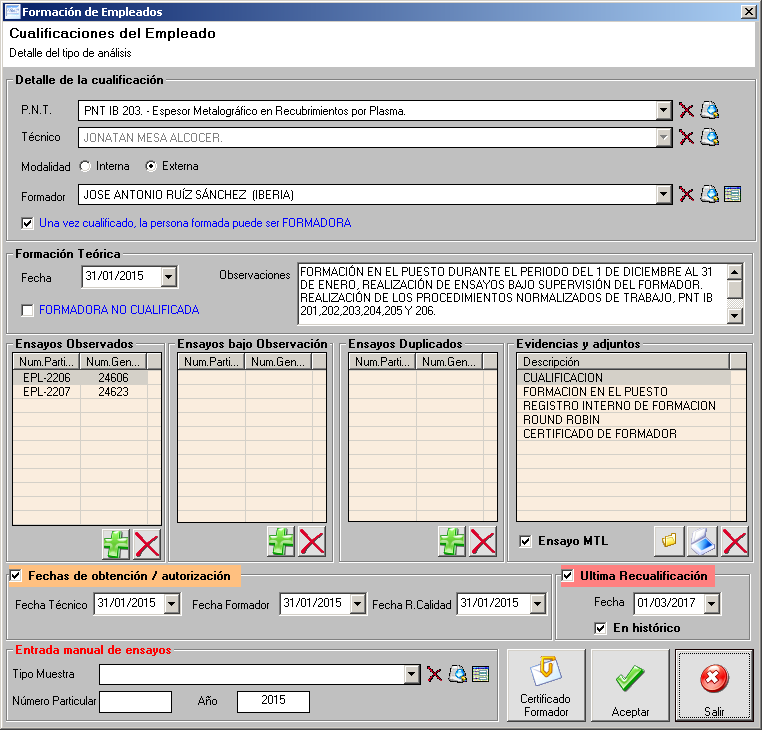 Formación de Empleados
Cualificaciones del Empleado
Detalle del tipo de análisis
Detalle de la cualificación
P.N.T. PNT IB 203. - Espesor Metalográfico en Recubrimientos por Plasma.
Técnico JONATAN MESA ALCOCER.
Modalidad Interna Externa
Formador JOSE ANTONIO RUÍZ SÁNCHEZ (IBERIA)
Una vez cualificado, la persona formada puede ser FORMADORA
Formación Teórica
Fecha 31/01/2015
FORMADORA NO CUALIFICADA
Observaciones
FORMACIÓN EN EL PUESTO DURANTE EL PERIODO DEL 1 DE DICIEMBRE AL 31
DE ENERO, REALIZACIÓN DE ENSAYOS BAJO SUPERVISIÓN DEL FORMADOR.
REALIZACIÓN DE LOS PROCEDIMIENTOS NORMALIZADOS DE TRABAJO, PNT IB
201,202,203,204,205 Y 206.
Ensayos Observados
Num.Parti... Num.Gen...
EPL-2206 24606
EPL-2207 24623
Ensayos bajo Observación
Num.Parti... Num.Gen...
Ensayos Duplicados
Num.Parti... Num.Gen...
Evidencias y adjuntos
Descripción
CUALIFICACION
FORMACION EN EL PUESTO
REGISTRO INTERNO DE FORMACION
ROUND ROBIN
CERTIFICADO DE FORMADOR
Ensayo MTL
Fechas de obtención / autorización
Fecha Técnico 31/01/2015 Fecha Formador 31/01/2015 Fecha R.Calidad 31/01/2015
Ultima Recualificación
Fecha 01/03/2017
En histórico
Entrada manual de ensayos
Tipo Muestra
Número Particular Año 2015
Certificado
Formador
Aceptar
Salir